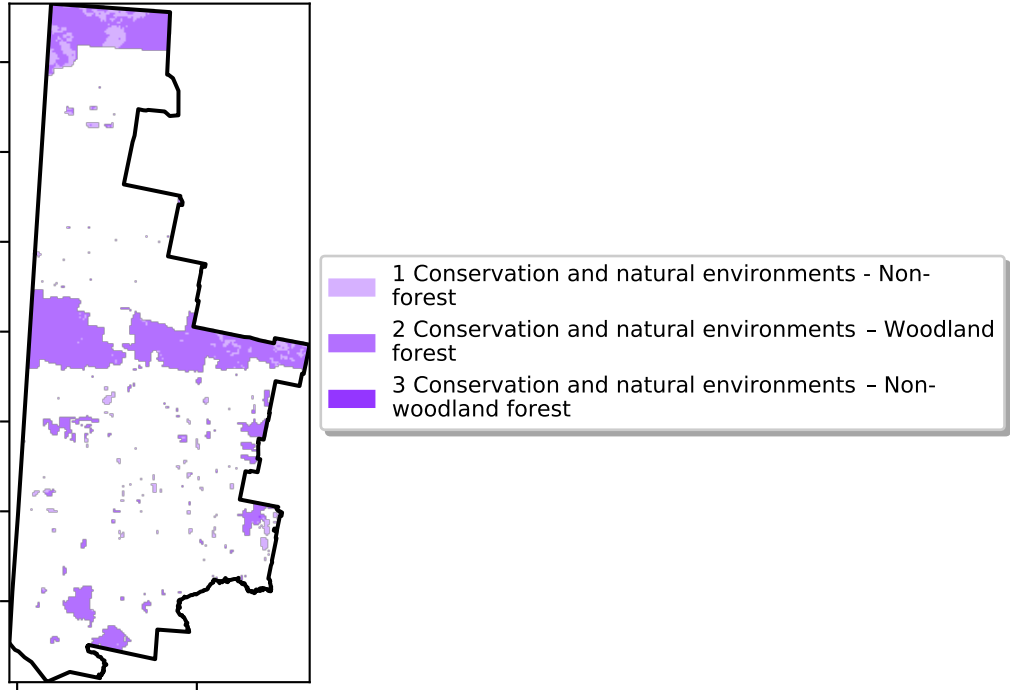 1 Conservation and natural environments - Non-
forest
2 Conservation and natural environments – Woodland
forest
3 Conservation and natural environments – Non-
woodland forest